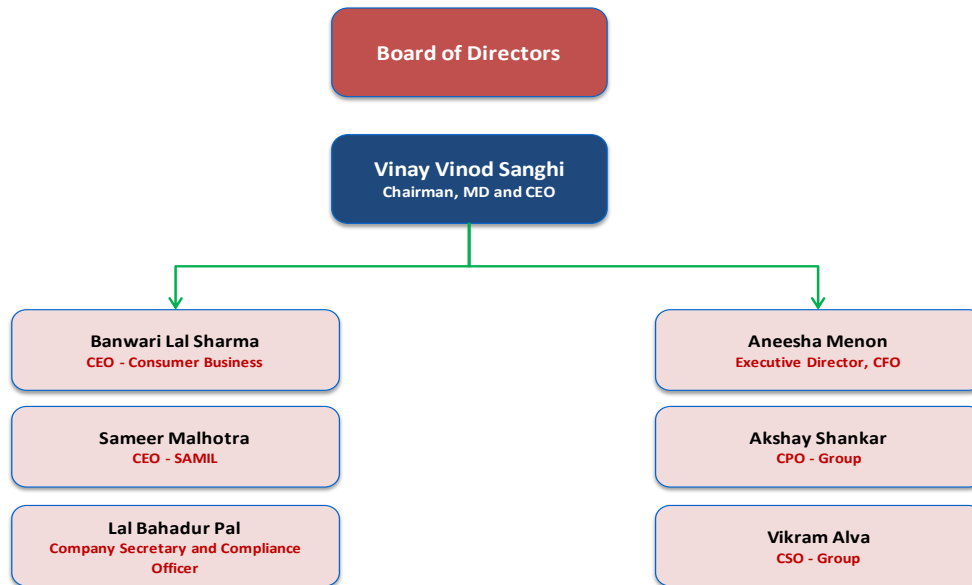 Board of Directors
Vinay Vinod Sanghi
Chairman, MD and CEO
Banwari Lal Sharma
CEO - Consumer Business
Aneesha Menon
Executive Director, CFO
Sameer Malhotra
CEO - SAMIL
Akshay Shankar
CPO - Group
Lal Bahadur Pal
Company Secretary and Compliance
Officer
Vikram Alva
CSO - Group